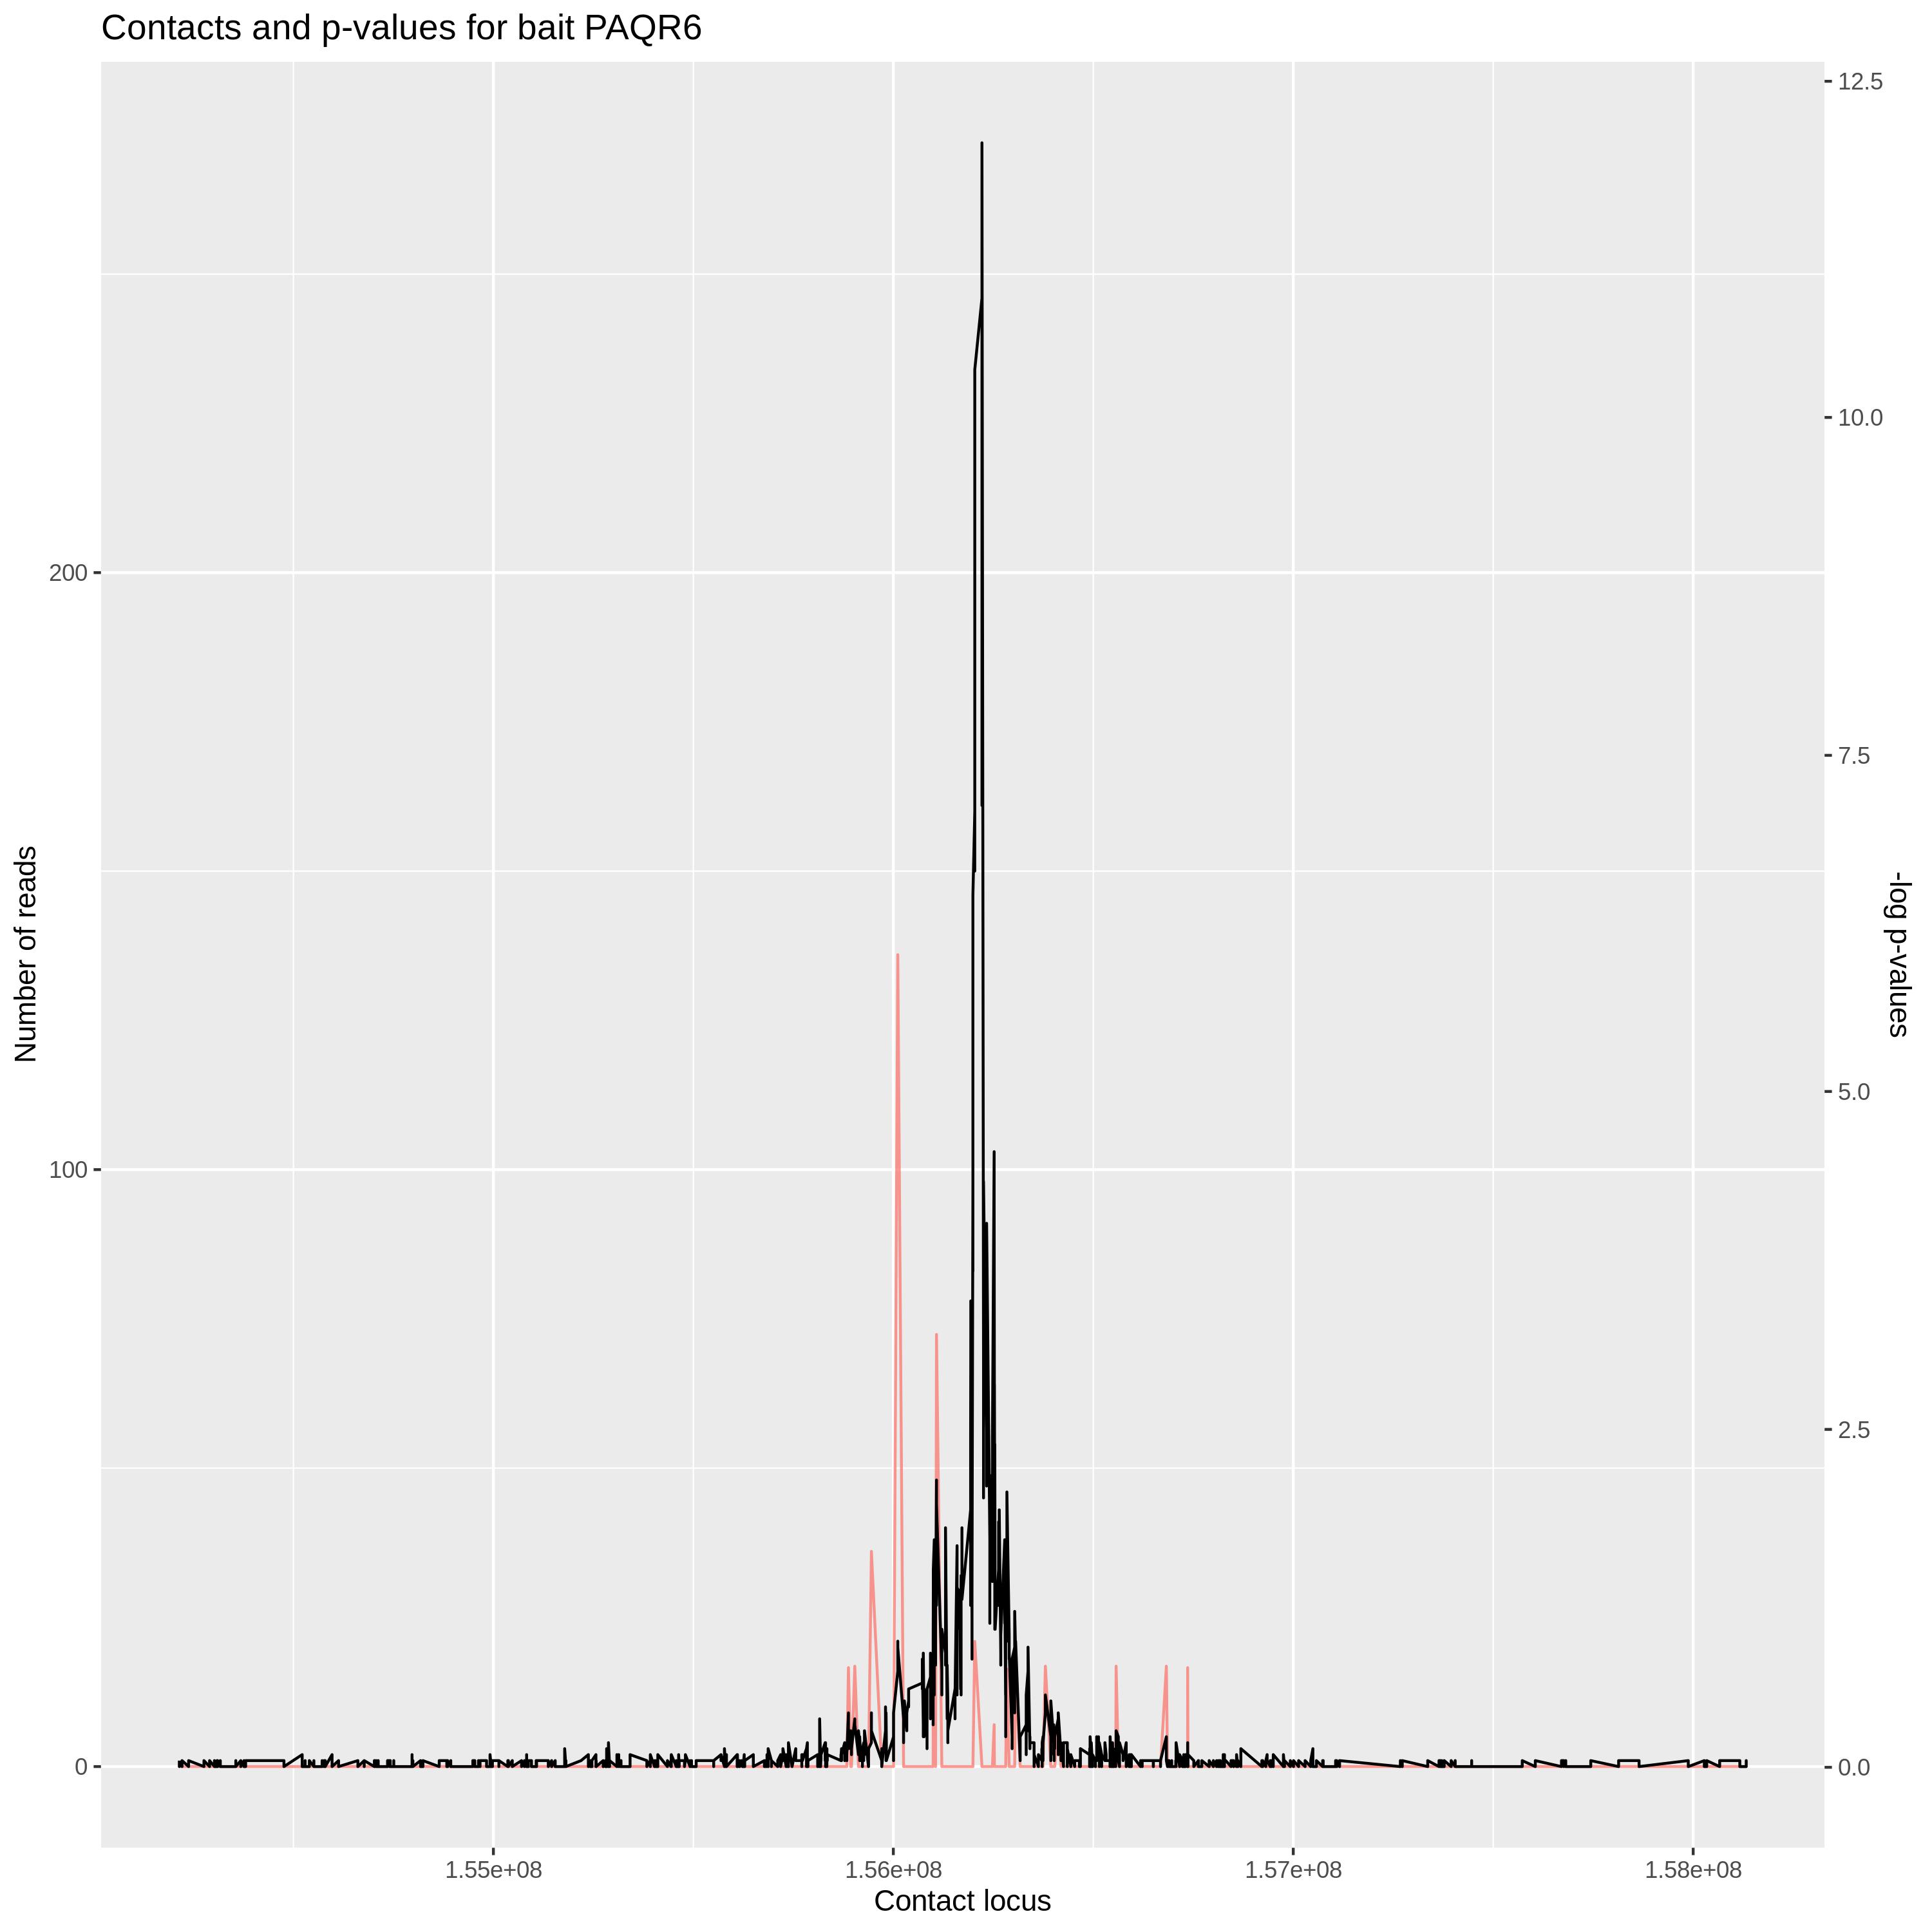 Contacts and p-values for bait PAQR6
Number of reads
200
100
0
12.5
10.0
7.5
5.0
2.5
0.0
-log p-values
1.55e+08
1.56e+08
1.57e+08
1.58e+08
Contact locus